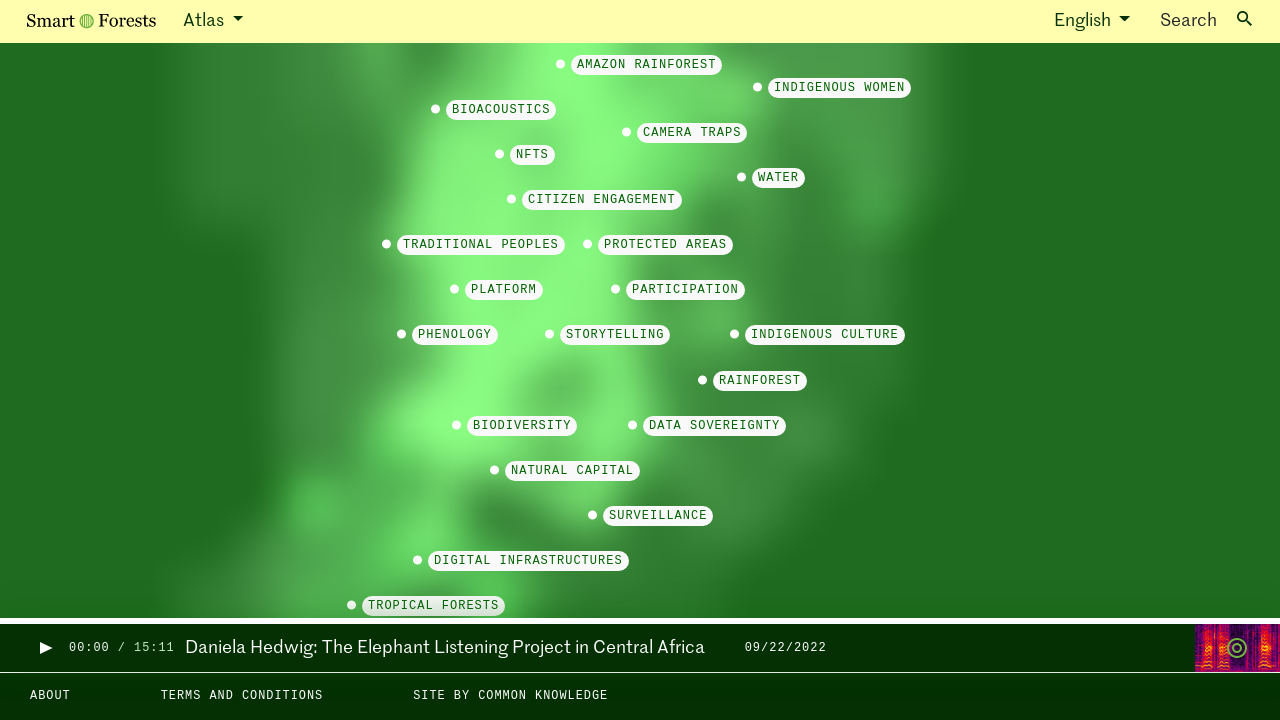 Smart Forests Atlas English Search
AMAZON RAINFOREST
INDIGENOUS WOMEN
BIOACOUSTICS
CAMERA TRAPS
NFTS
WATER
CITIZEN ENGAGEMENT
TRADITIONAL PEOPLES PROTECTED AREAS
PLATFORM PARTICIPATION
PHENOLOGY STORYTELLING INDIGENOUS CULTURE
RAINFOREST
BIODIVERSITY DATA SOVEREIGNTY
NATURAL CAPITAL
SURVEILLANCE
DIGITAL INFRASTRUCTURES
TROPICAL FORESTS
00:00 / 15:11 Daniela Hedwig: The Elephant Listening Project in Central Africa 09/22/2022
ABOUT TERMS AND CONDITIONS SITE BY COMMON KNOWLEDGE